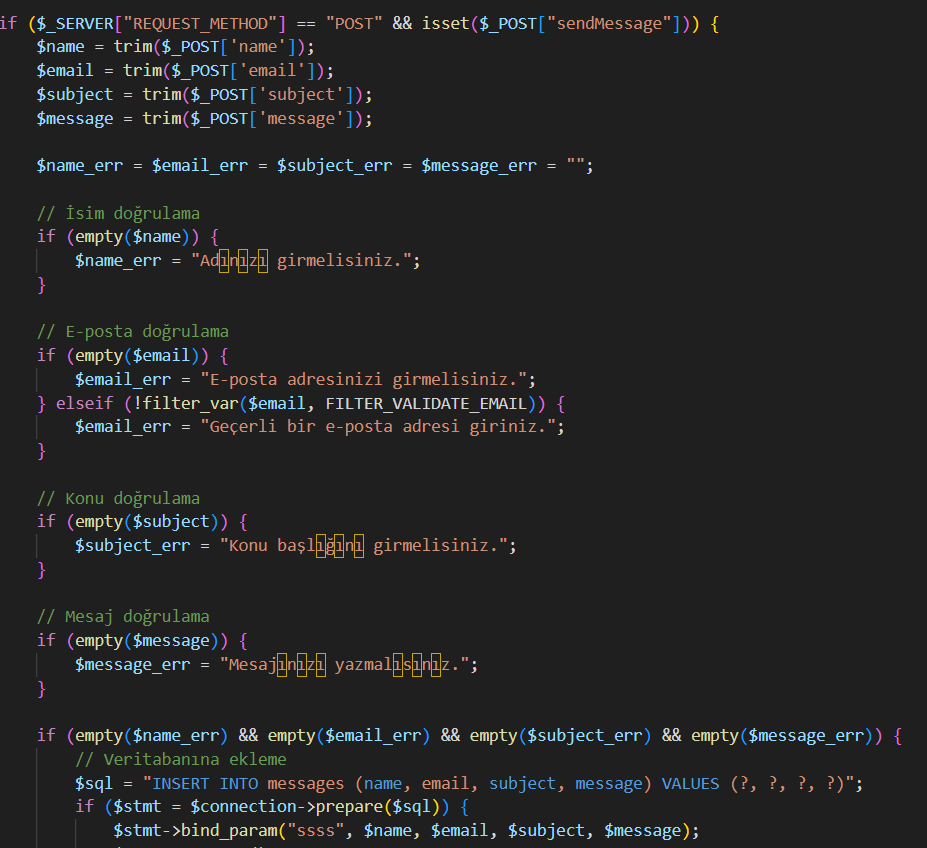 if ($_SERVER["REQUEST_METHOD"] == "POST" && isset($_POST["sendMessage"])) {
$name = trim($_POST['name']);
$email = trim($_POST['email']);
$subject = trim($_POST['subject']);
$message = trim($_POST['message']);
$name_err = $email_err = $subject_err = $message_err = "";
// İsim doğrulama
if (empty($name)) {
$name_err = "Adınızı girmelisiniz.";
}
// E-posta doğrulama
if (empty($email)) {
$email_err = "E-posta adresinizi girmelisiniz.";
} elseif (!filter_var($email, FILTER_VALIDATE_EMAIL)) {
$email_err = "Geçerli bir e-posta adresi giriniz.";
}
// Konu doğrulama
if (empty($subject)) {
$subject_err = "Konu başlığını girmelisiniz.";
}
// Mesaj doğrulama
if (empty($message)) {
$message_err = "Mesajınızı yazmalısınız.";
}
if (empty($name_err) && empty($email_err) && empty($subject_err) && empty($message_err)) {
// Veritabanına ekleme
$sql = "INSERT INTO messages (name, email, subject, message) VALUES (?, ?, ?, ?)";
if ($stmt = $connection->prepare($sql)) {
$stmt->bind_param("ssss", $name, $email, $subject, $message);